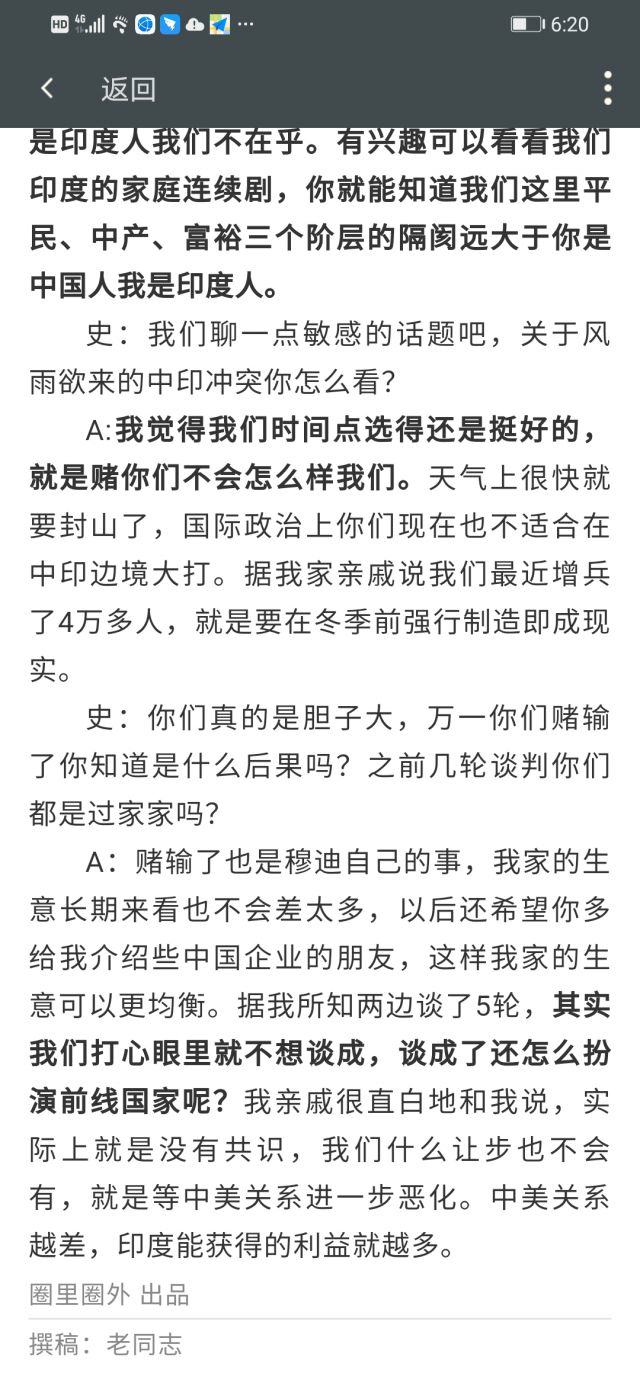 HD 4G 6:20
返回
是印度人我们不在乎。有兴趣可以看看我们
印度的家庭连续剧，你就能知道我们这里平
民、中产、富裕三个阶层的隔阂远大于你是
中国人我是印度人。
史：我们聊一点敏感的话题吧，关于风
雨欲来的中印冲突你怎么看？
A:我觉得我们时间点选得还是挺好的，
就是赌你们不会怎么样我们。天气上很快就
要封山了，国际政治上你们现在也不适合在
中印边境大打。据我家亲戚说我们最近增兵
了4万多人，就是要在冬季前强行制造即成现
实。
史：你们真的是胆子大，万一你们赌输
了你知道是什么后果吗？之前几轮谈判你们
都是过家家吗？
A：赌输了也是穆迪自己的事，我家的生
意长期来看也不会差太多，以后还希望你多
给我介绍些中国企业的朋友，这样我家的生
意可以更均衡。据我所知两边谈了5轮，其实
我们打心眼里就不想谈成，谈成了还怎么扮
演前线国家呢？我亲戚很直白地和我说，实
际上就是没有共识，我们什么让步也不会
有，就是等中美关系进一步恶化。中美关系
越差，印度能获得的利益就越多。
圈里圈外 出品
撰稿：老同志